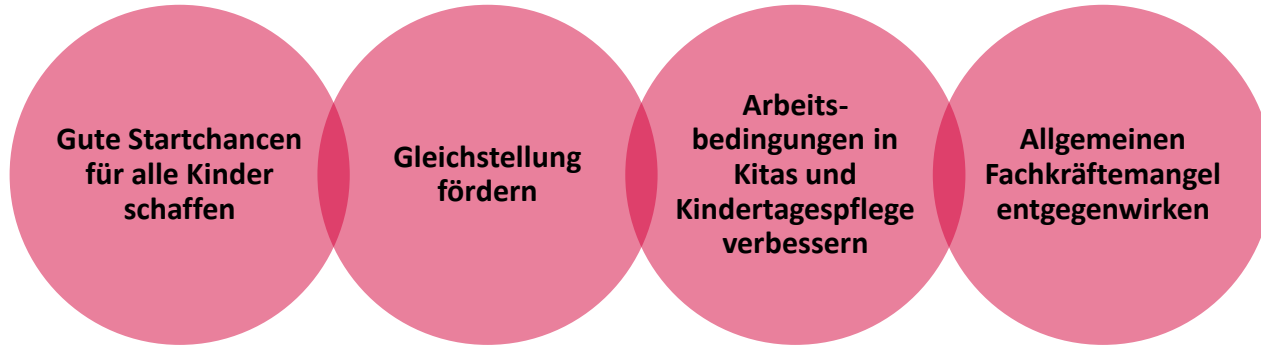 Gute Startchancen
für alle Kinder
schaffen
Gleichstellung
fördern
Arbeits-
bedingungen in
Kitas und
Kindertagespflege
verbessern
Allgemeinen
Fachkräftemangel
entgegenwirken